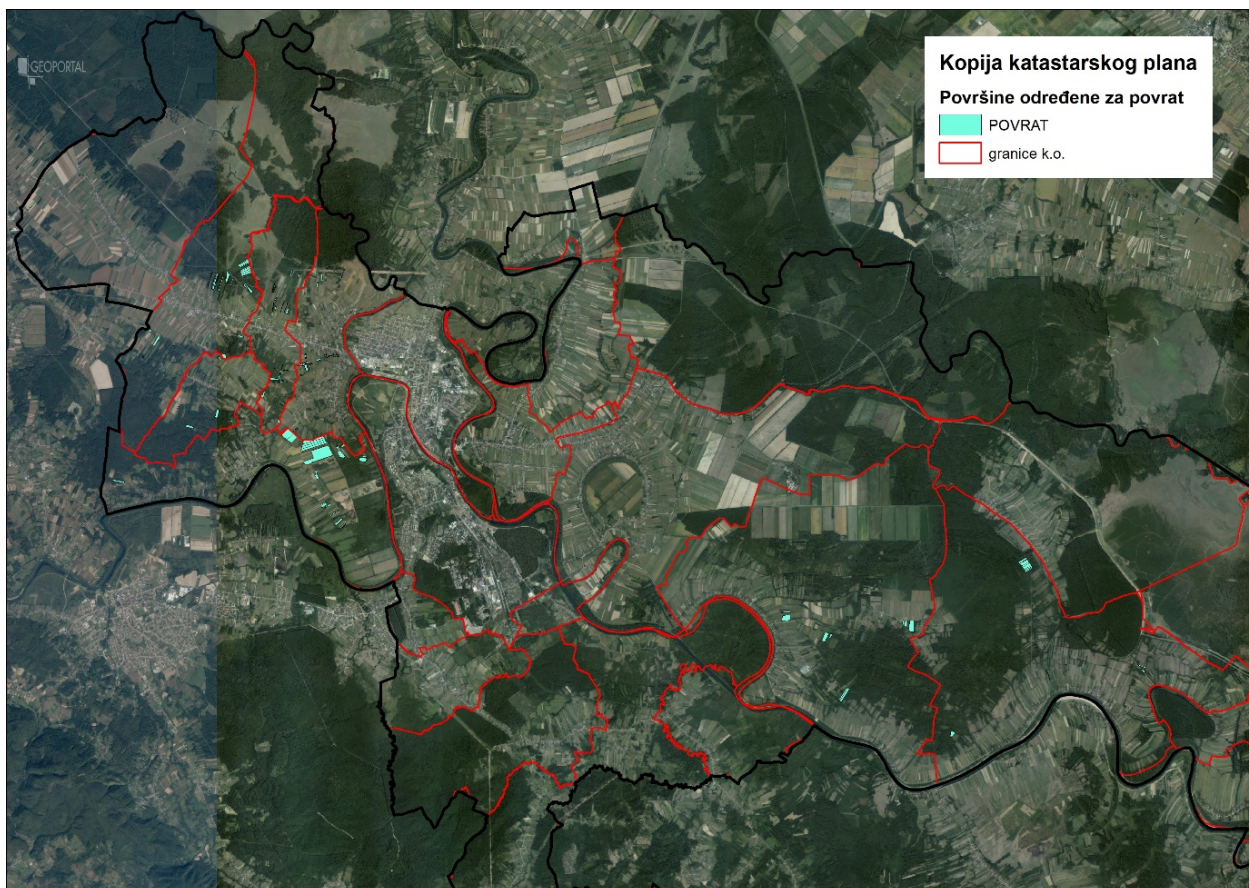 GEOPORTAL
Kopija katastarskog plana
Površine određene za povrat
POVRAT
granice k.o.